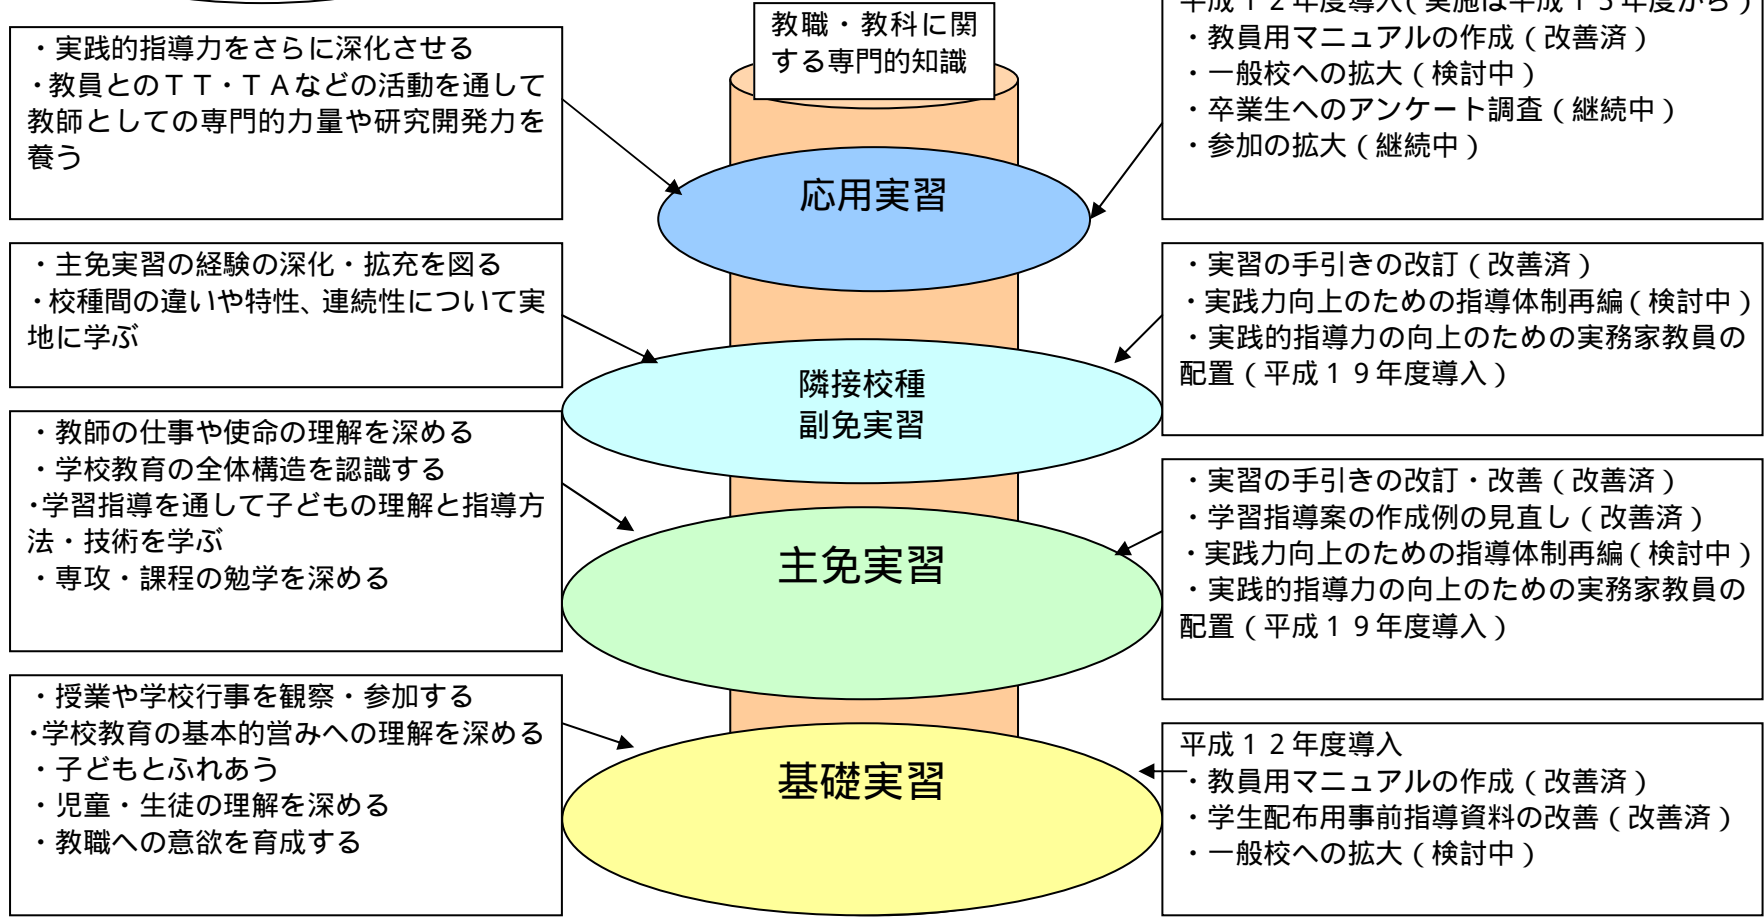 ・実践的指導力をさらに深化させる
・教員とのＴＴ・ＴＡなどの活動を通して
教師としての専門的力量や研究開発力を
養う
教職・教科に関
する専門的知識
平成１２年度導入（実施は平成１５年度から）
・教員用マニュアルの作成（改善済）
・一般校への拡大（検討中）
・卒業生へのアンケート調査（継続中）
・参加の拡大（継続中）
応用実習
・主免実習の経験の深化・拡充を図る
・校種間の違いや特性、連続性について実
地に学ぶ
隣接校種
副免実習
・実習の手引きの改訂（改善済）
・実践力向上のための指導体制再編（検討中）
・実践的指導力の向上のための実務家教員の
配置（平成１９年度導入）
・教師の仕事や使命の理解を深める
・学校教育の全体構造を認識する
・学習指導を通して子どもの理解と指導方
法・技術を学ぶ
・専攻・課程の勉学を深める
主免実習
・実習の手引きの改訂・改善（改善済）
・学習指導案の作成例の見直し（改善済）
・実践力向上のための指導体制再編（検討中）
・実践的指導力の向上のための実務家教員の
配置（平成１９年度導入）
・授業や学校行事を観察・参加する
・学校教育の基本的営みへの理解を深める
・子どもとふれあう
・児童・生徒の理解を深める
・教職への意欲を育成する
基礎実習
平成１２年度導入
・教員用マニュアルの作成（改善済）
・学生配布用事前指導資料の改善（改善済）
・一般校への拡大（検討中）